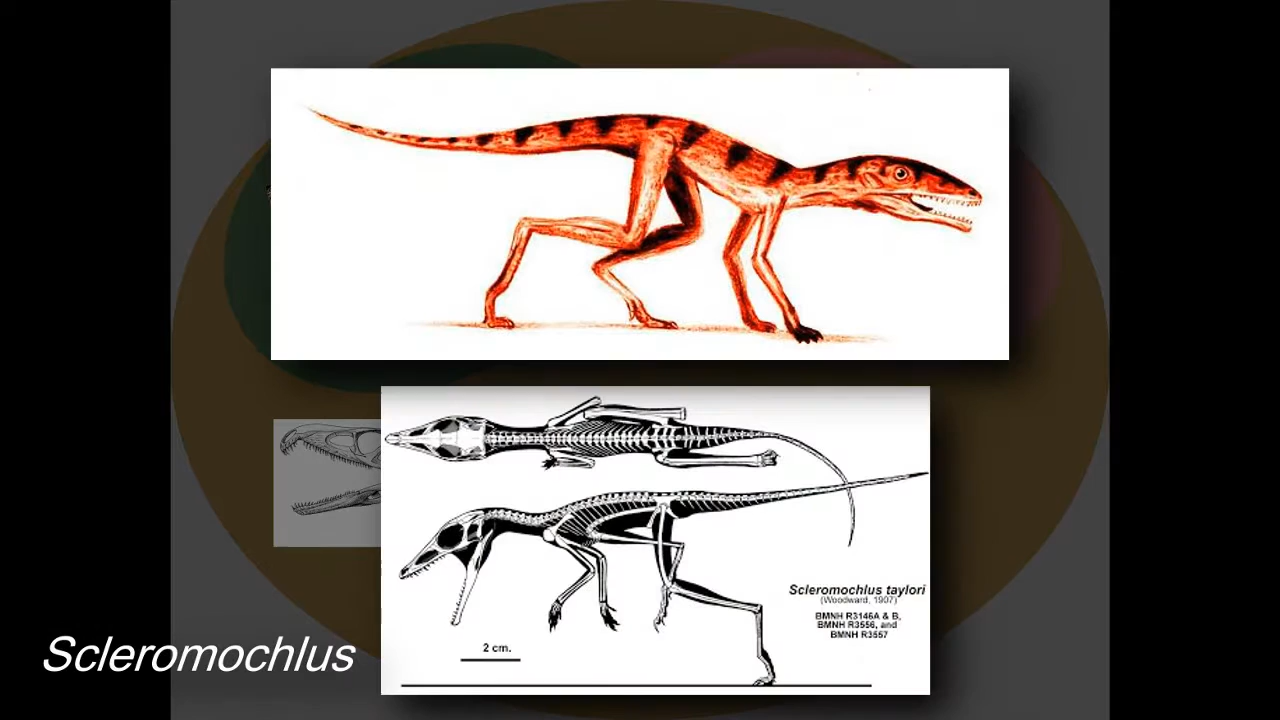 Scleromochlus taylori
(Woodward, 1907)
BMNH R3146A & B,
BMNH R3556, and
BMNH R3557
2 cm.
Scleromochlus